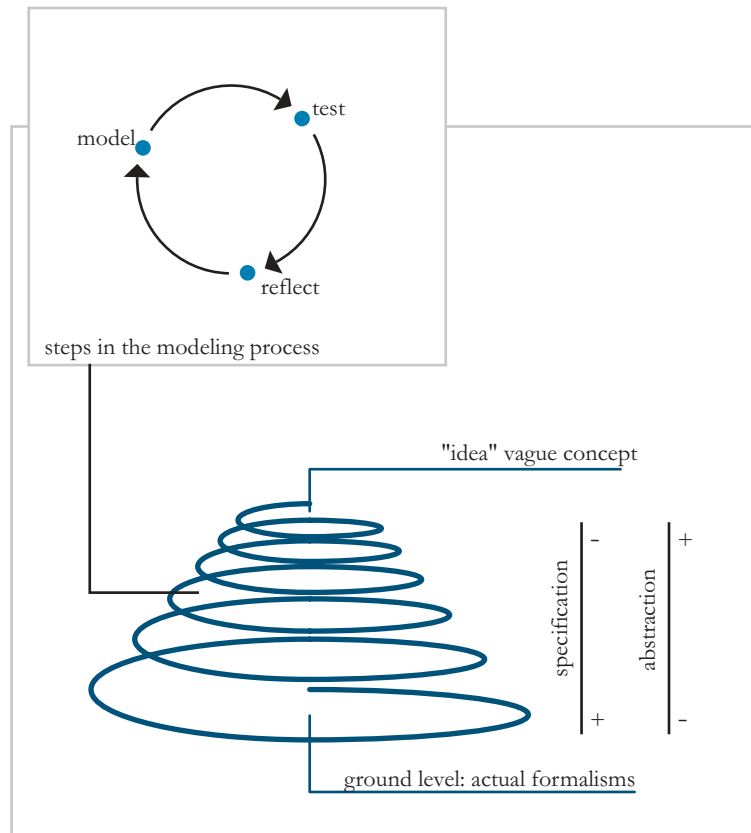 test
model
reflect
steps in the modeling process
"idea" vague concept
-
+
specification
abstraction
+
-
ground level: actual formalisms